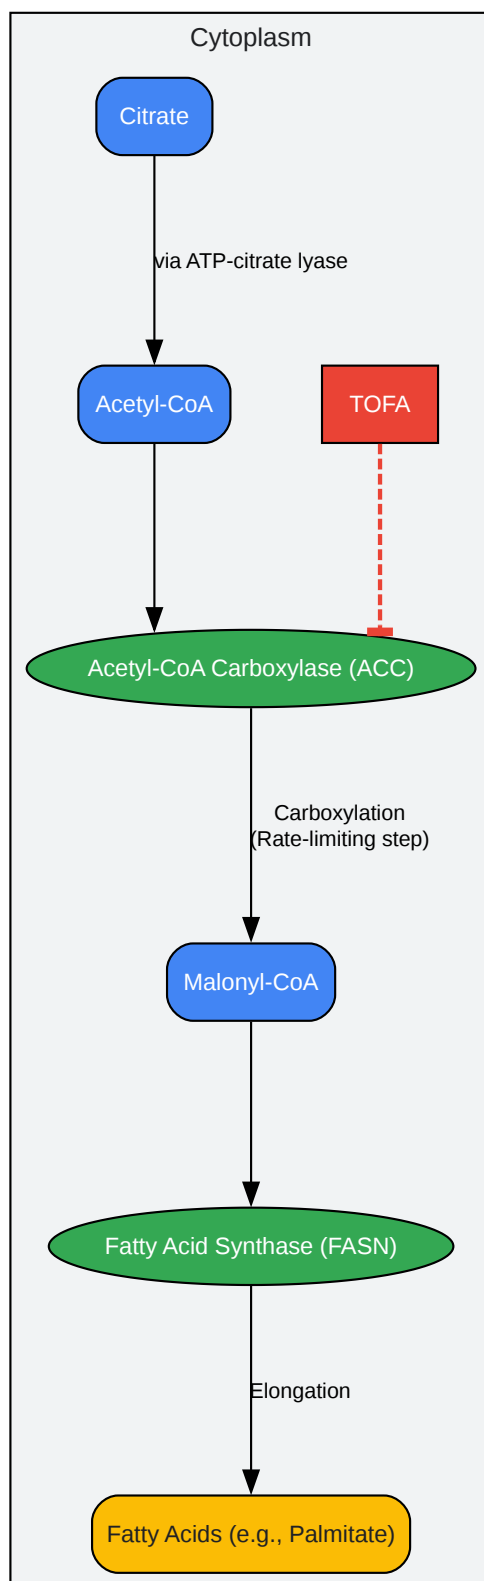 Cytoplasm
Citrate
via ATP-citrate lyase
Acetyl-CoA
TOFA
Acetyl-CoA Carboxylase (ACC)
Carboxylation
(Rate-limiting step)
Malonyl-CoA
Fatty Acid Synthase (FASN)
Elongation
Fatty Acids (e.g., Palmitate)